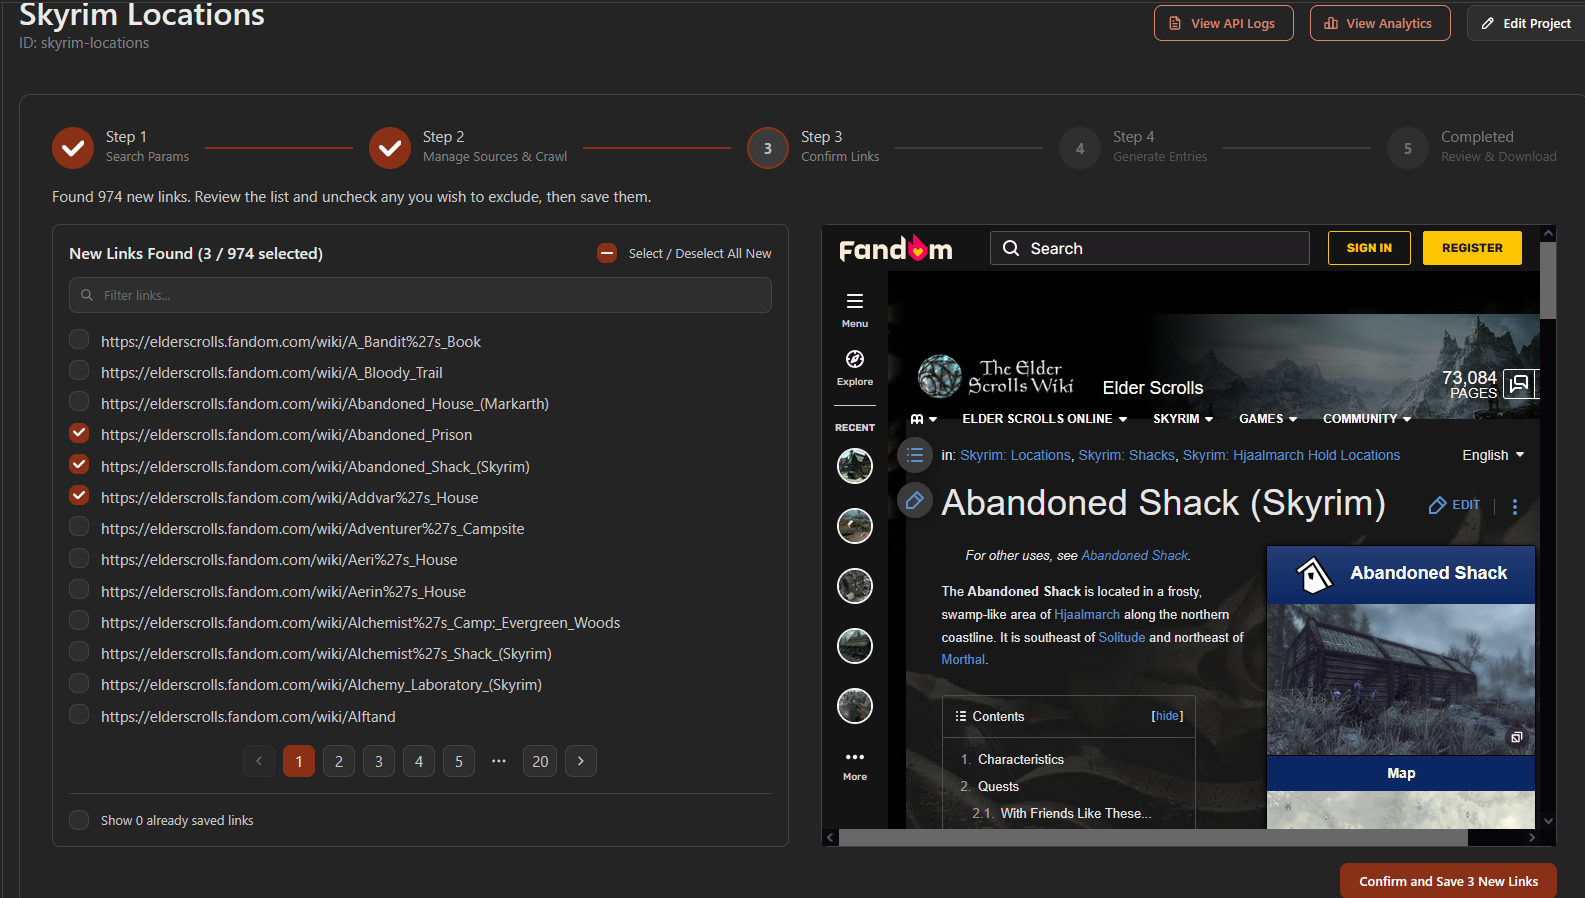 Skyrim Locations
ID: skyrim-locations
View API Logs
View Analytics
Edit Project
Step 1
Search Params
Step 2
Manage Sources & Crawl
3
Step 3
Confirm Links
4
Step 4
Generate Entries
5
Completed
Review & Download
Found 974 new links. Review the list and uncheck any you wish to exclude, then save them.
New Links Found (3 / 974 selected)
Select / Deselect All New
Filter links...
https://elderscrolls.fandom.com/wiki/A_Bandit%27s_Book
https://elderscrolls.fandom.com/wiki/A_Bloody_Trail
https://elderscrolls.fandom.com/wiki/Abandoned_House_(Markarth)
https://elderscrolls.fandom.com/wiki/Abandoned_Prison
https://elderscrolls.fandom.com/wiki/Abandoned_Shack_(Skyrim)
https://elderscrolls.fandom.com/wiki/Addvar%27s_House
https://elderscrolls.fandom.com/wiki/Adventurer%27s_Campsite
https://elderscrolls.fandom.com/wiki/Aeri%27s_House
https://elderscrolls.fandom.com/wiki/Aerin%27s_House
https://elderscrolls.fandom.com/wiki/Alchemist%27s_Camp:_Evergreen_Woods
https://elderscrolls.fandom.com/wiki/Alchemist%27s_Shack_(Skyrim)
https://elderscrolls.fandom.com/wiki/Alchemy_Laboratory_(Skyrim)
https://elderscrolls.fandom.com/wiki/Alftand
< 1 2 3 4 5 ••• 20 >
Show 0 already saved links
Fandom
Search
SIGN IN
REGISTER
Menu
Explore
RECENT
More
The Elder
Scrolls Wiki
Elder Scrolls
73,084
PAGES
ELDER SCROLLS ONLINE
SKYRIM
GAMES
COMMUNITY
in: Skyrim: Locations, Skyrim: Shacks, Skyrim: Hjaalmarch Hold Locations
English
Abandoned Shack (Skyrim)
EDIT
For other uses, see Abandoned Shack.
The Abandoned Shack is located in a frosty,
swamp-like area of Hjaalmarch along the northern
coastline. It is southeast of Solitude and northeast of
Morthal.
Contents [hide]
1. Characteristics
2. Quests
2.1. With Friends Like These...
Abandoned Shack
Map
Confirm and Save 3 New Links